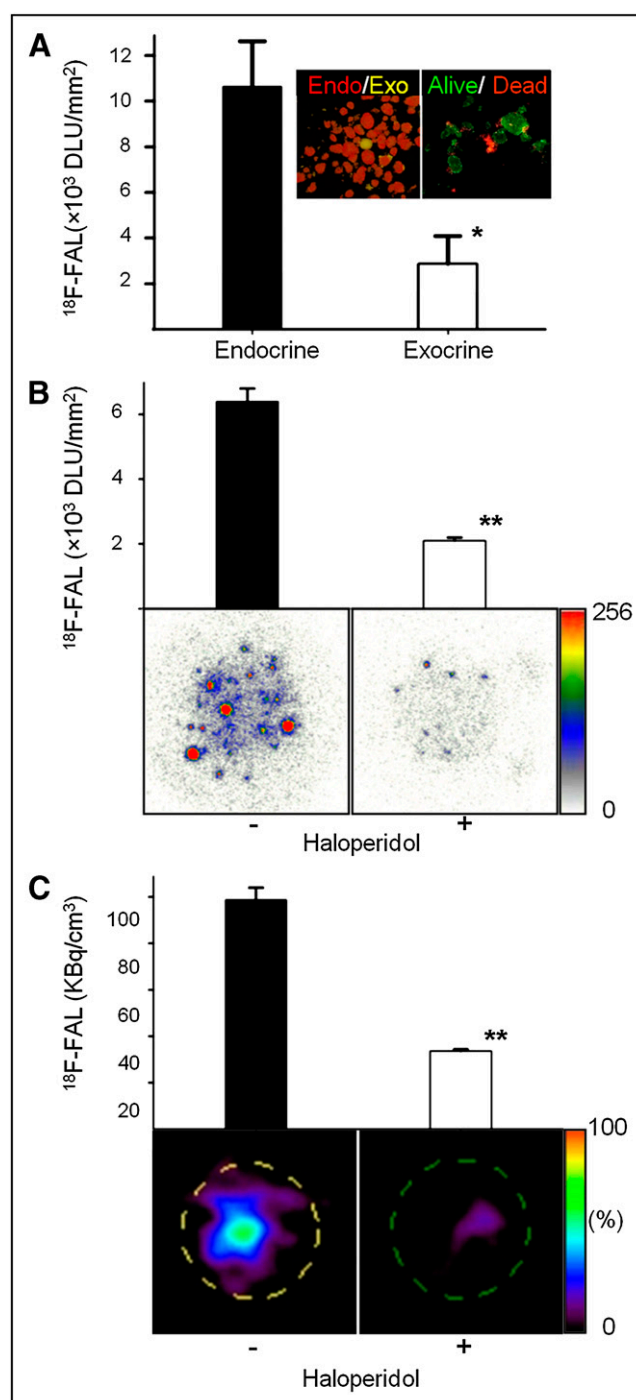 A
¹⁸F-FAL(×10³ DLU/mm²)
12
10
8
6
4
2
Endo/Exo
Alive/ Dead
*
Endocrine
Exocrine
B
¹⁸F-FAL (×10³ DLU/mm²)
6
4
2
**
256
0
-
+
Haloperidol
C
¹⁸F-FAL (KBq/cm³)
100
80
60
40
20
**
100
(%)
0
-
+
Haloperidol